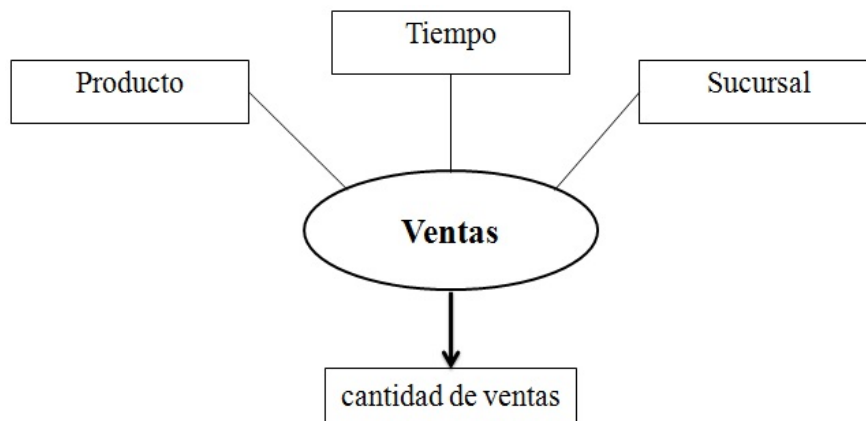 Tiempo
Producto
Sucursal
Ventas
cantidad de ventas